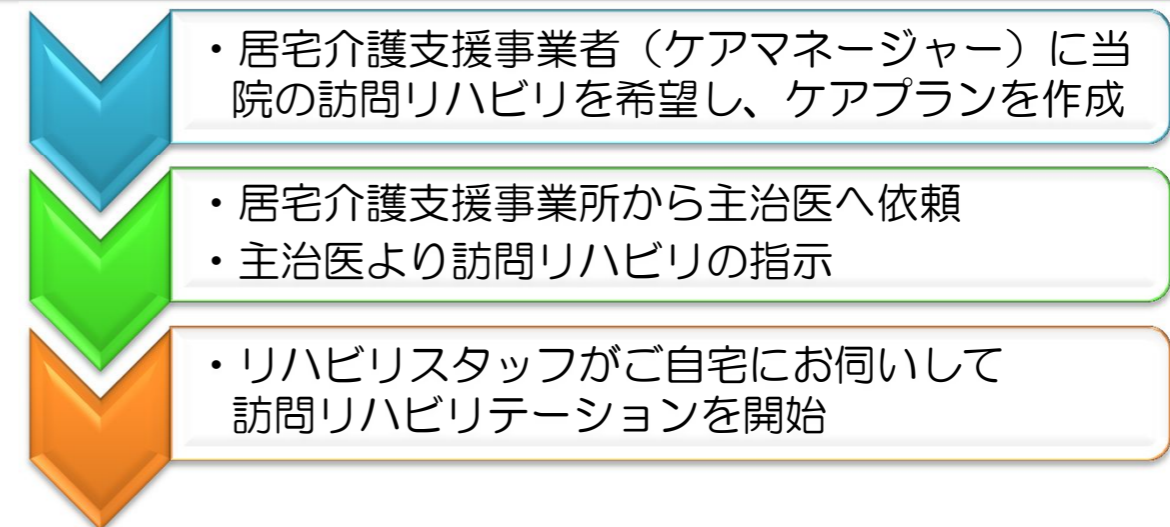 ・居宅介護支援事業者（ケアマネージャー）に当
院の訪問リハビリを希望し、ケアプランを作成
・居宅介護支援事業所から主治医へ依頼
・主治医より訪問リハビリの指示
・リハビリスタッフがご自宅にお伺いして
訪問リハビリテーションを開始